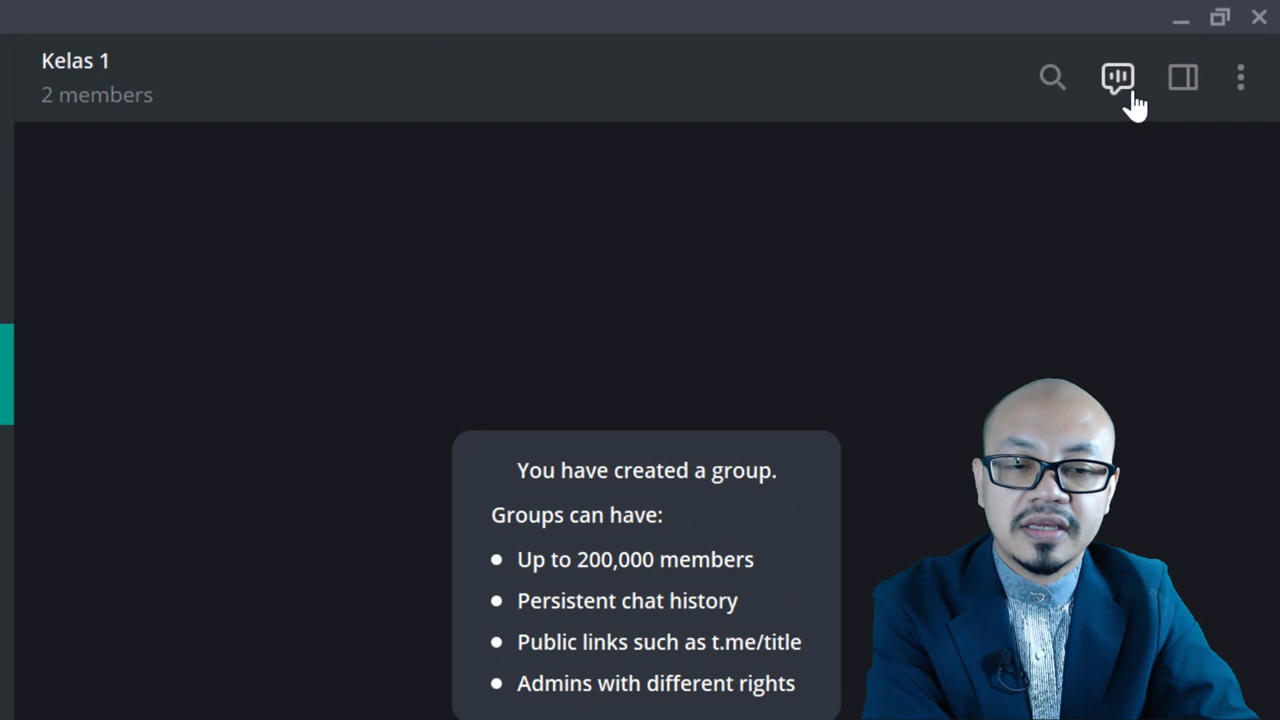 Kelas 1
2 members
You have created a group.
Groups can have:
Up to 200,000 members
Persistent chat history
Public links such as t.me/title
Admins with different rights